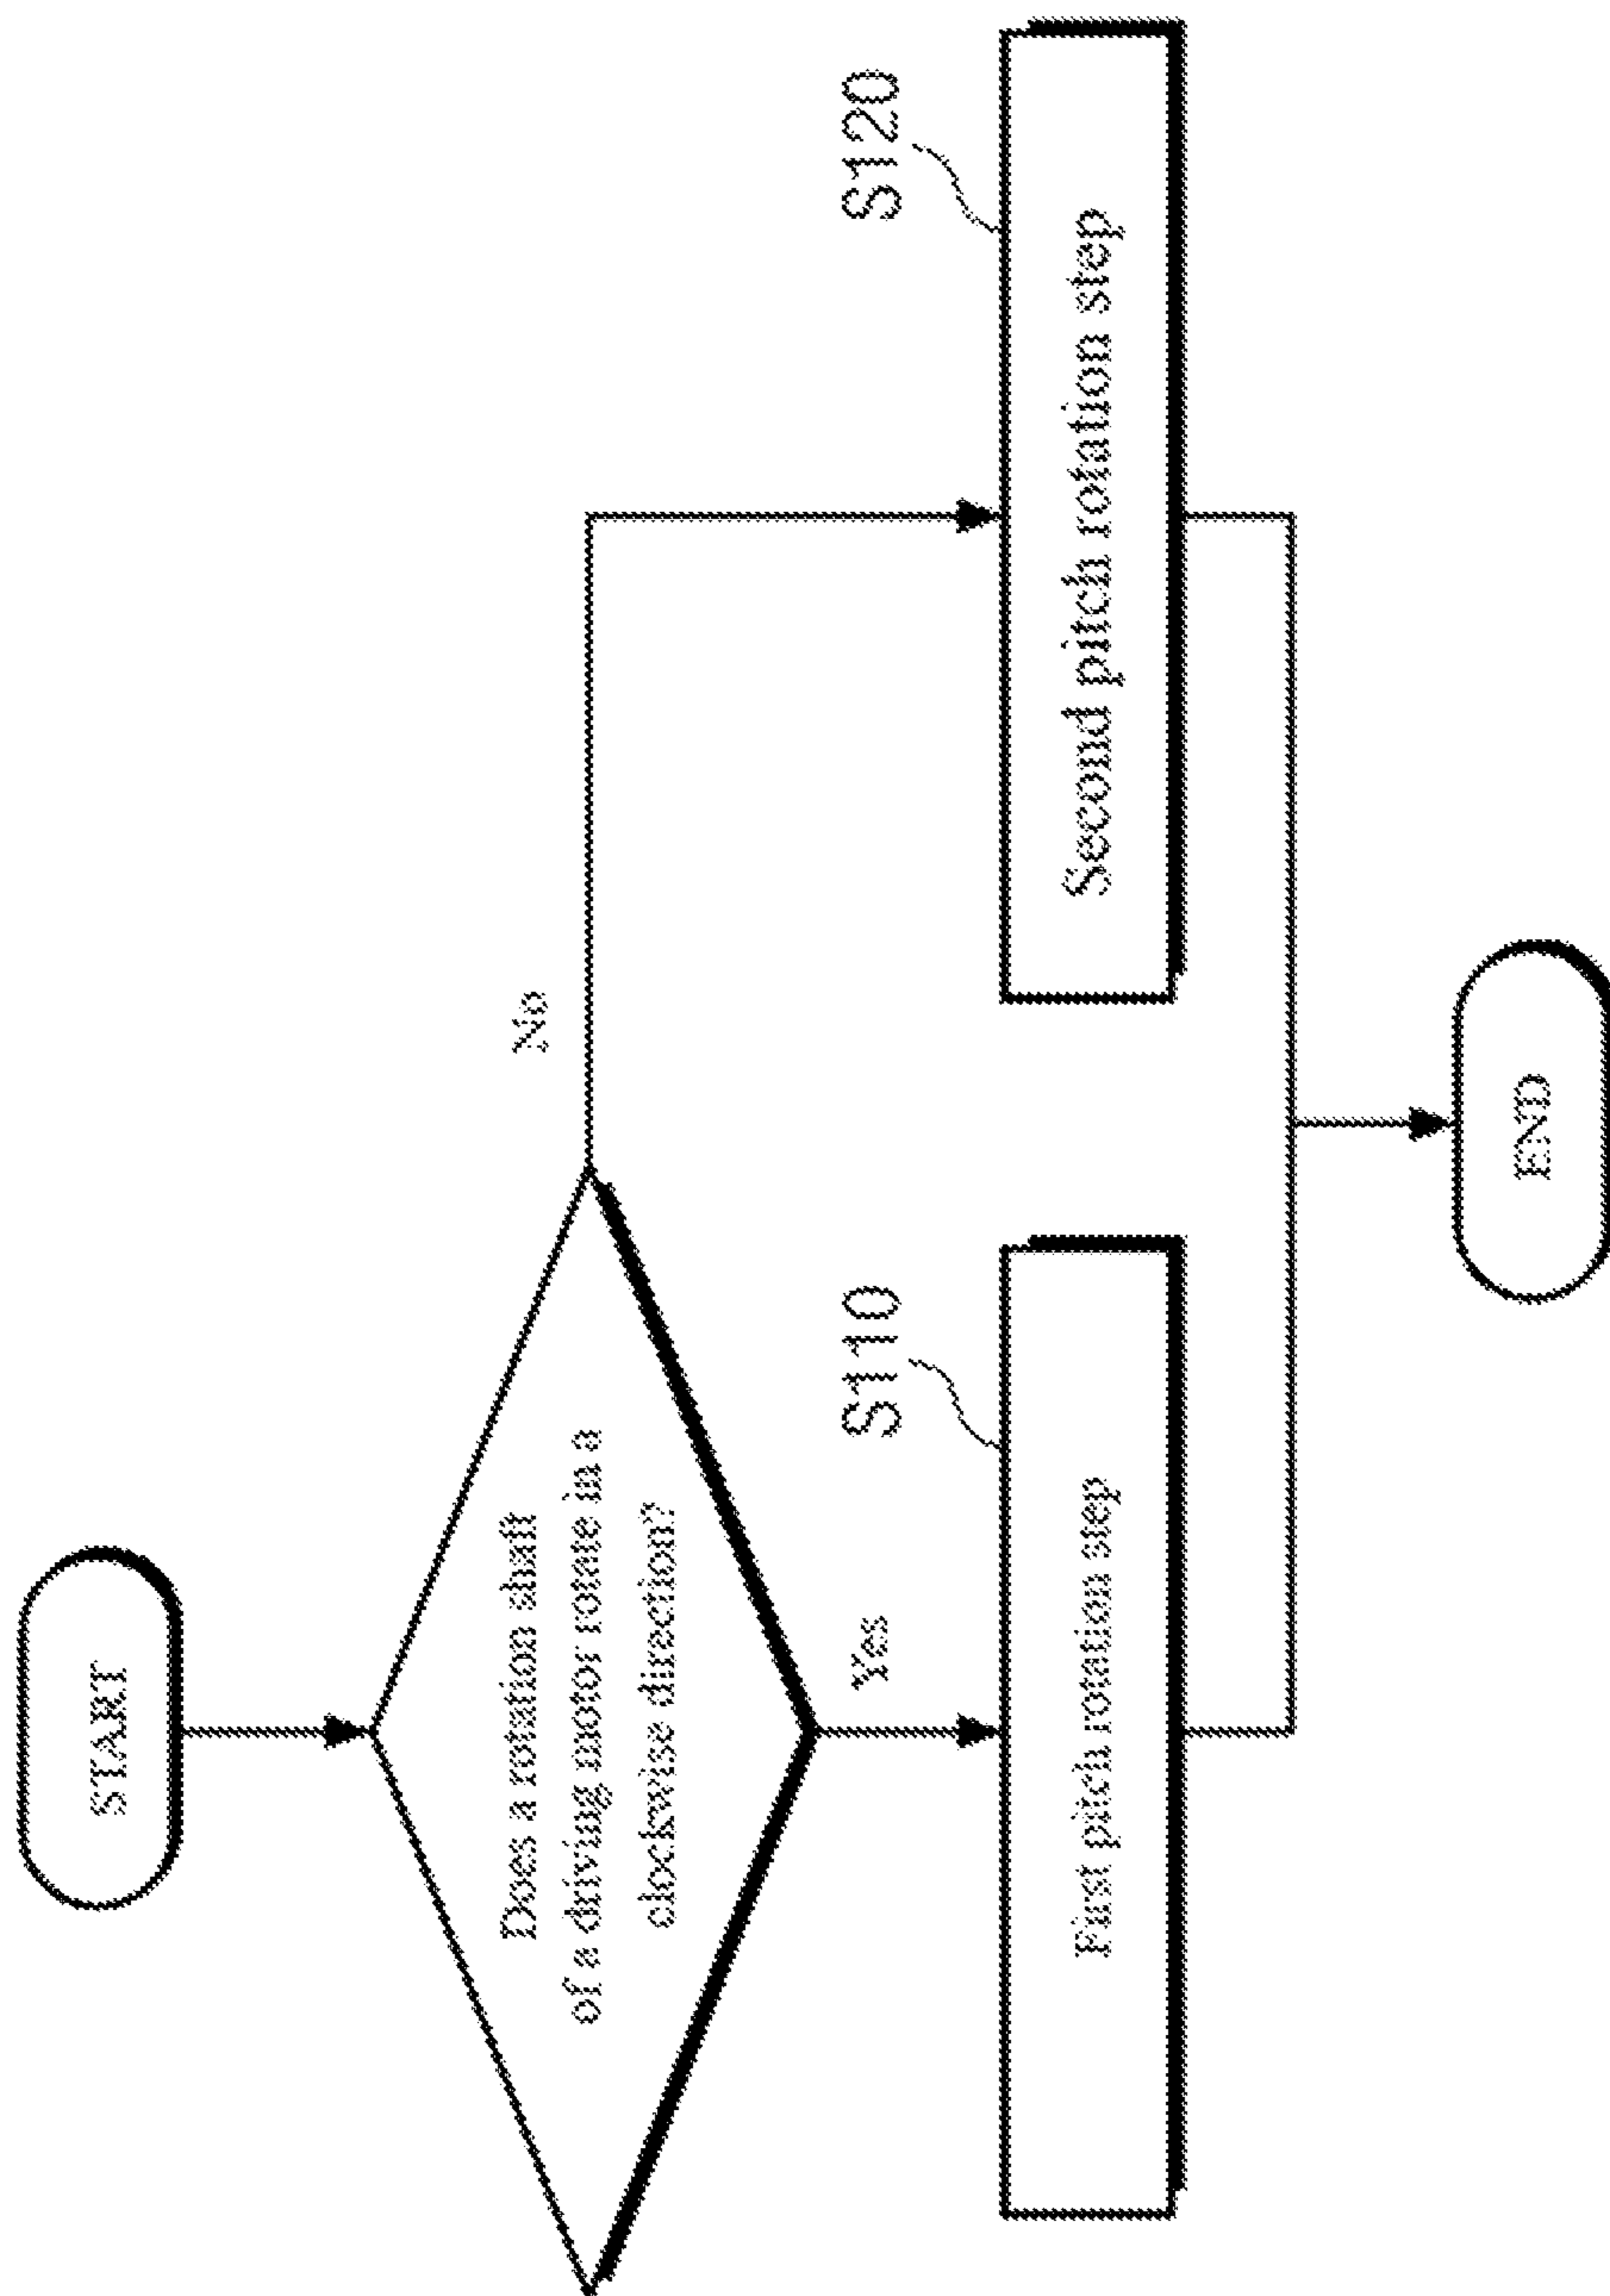 START
Does a rotation shaft
of a driving motor rotate in a
clockwise direction?
No
Yes
S110
First pitch rotation step
S120
Second pitch rotation step
END